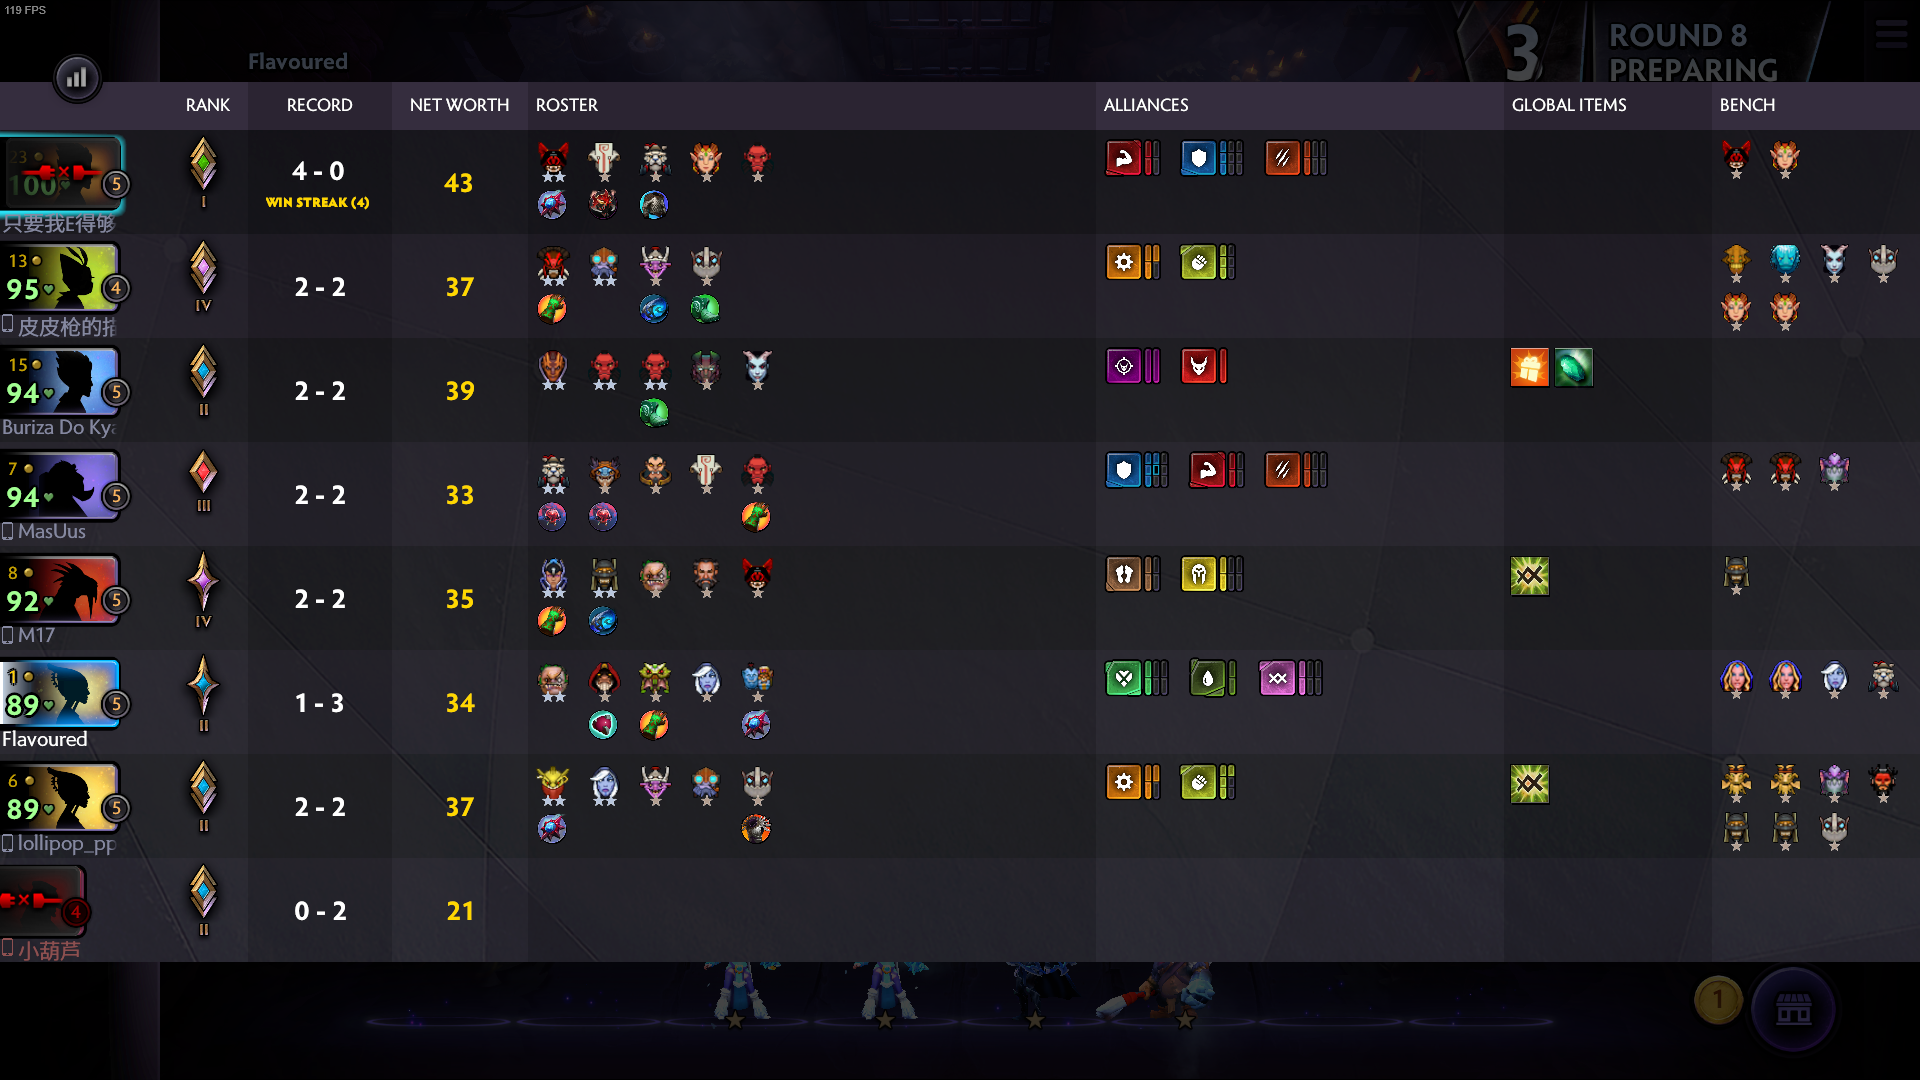 119 FPS
Flavoured
3
ROUND 8
PREPARING
RANK
RECORD
NET WORTH
ROSTER
ALLIANCES
GLOBAL ITEMS
BENCH
23
100
5
只要我E得够
I
4 - 0
WIN STREAK (4)
43
13
95
4
皮皮枪的
IV
2 - 2
37
15
94
5
Buriza Do Kya
II
2 - 2
39
7
94
5
MasUus
III
2 - 2
33
8
92
5
M17
IV
2 - 2
35
1
89
5
Flavoured
II
1 - 3
34
6
89
5
lollipop_pp
II
2 - 2
37
4
小葫芦
II
0 - 2
21
1